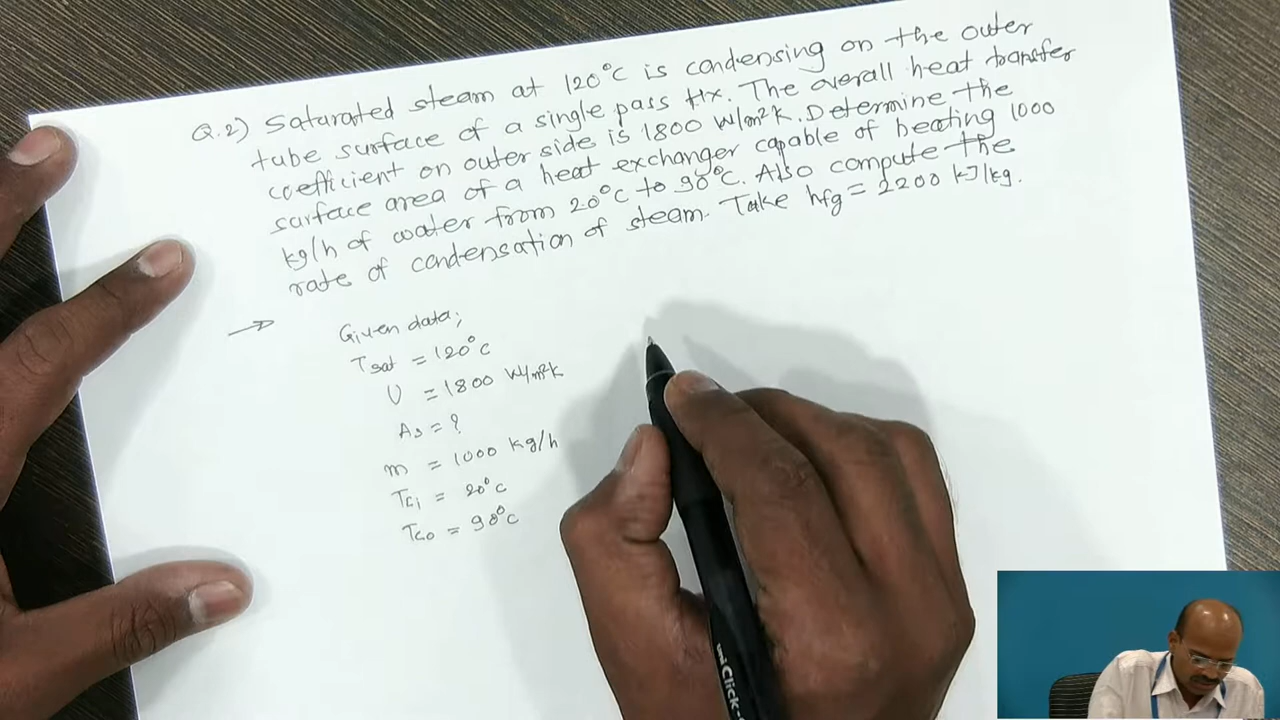 Q.2) Saturated steam at 120°C is condensing on the outer
tube surface of a single pass Hx. The overall heat transfer
coefficient on outer side is 1800 W/m²K. Determine the
surface area of a heat exchanger capable of heating 1000
kg/h of water from 20°C to 90°C. Also compute the
rate of condensation of steam. Take hfg = 2200 kJ/kg.
→ Given data;
Tsat = 120°C
U = 1800 W/m²K
As = ?
m = 1000 kg/h
Tci = 20°C
Tco = 90°C
uni Click-